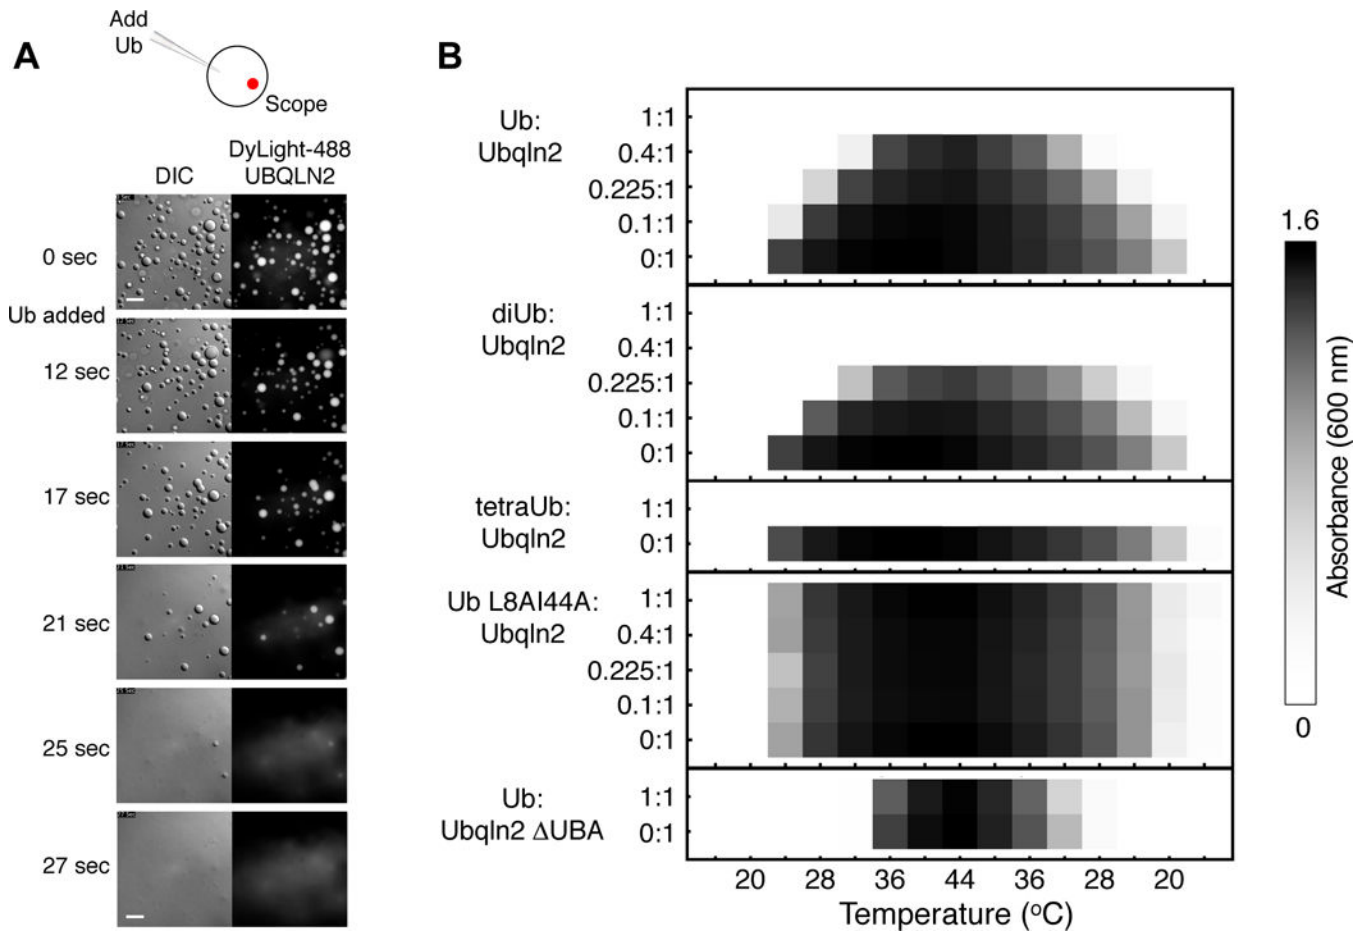 A
Add
Ub
Scope
DIC
DyLight-488
UBQLN2
0 sec
Ub added
12 sec
17 sec
21 sec
25 sec
27 sec
B
Ub:
Ubqln2
1:1
0.4:1
0.225:1
0.1:1
0:1
diUb:
Ubqln2
1:1
0.4:1
0.225:1
0.1:1
0:1
tetraUb:
Ubqln2
1:1
0:1
Ub L8AI44A:
Ubqln2
1:1
0.4:1
0.225:1
0.1:1
0:1
Ub:
Ubqln2 ΔUBA
1:1
0:1
20 28 36 44 36 28 20
Temperature (ºC)
1.6
Absorbance (600 nm)
0